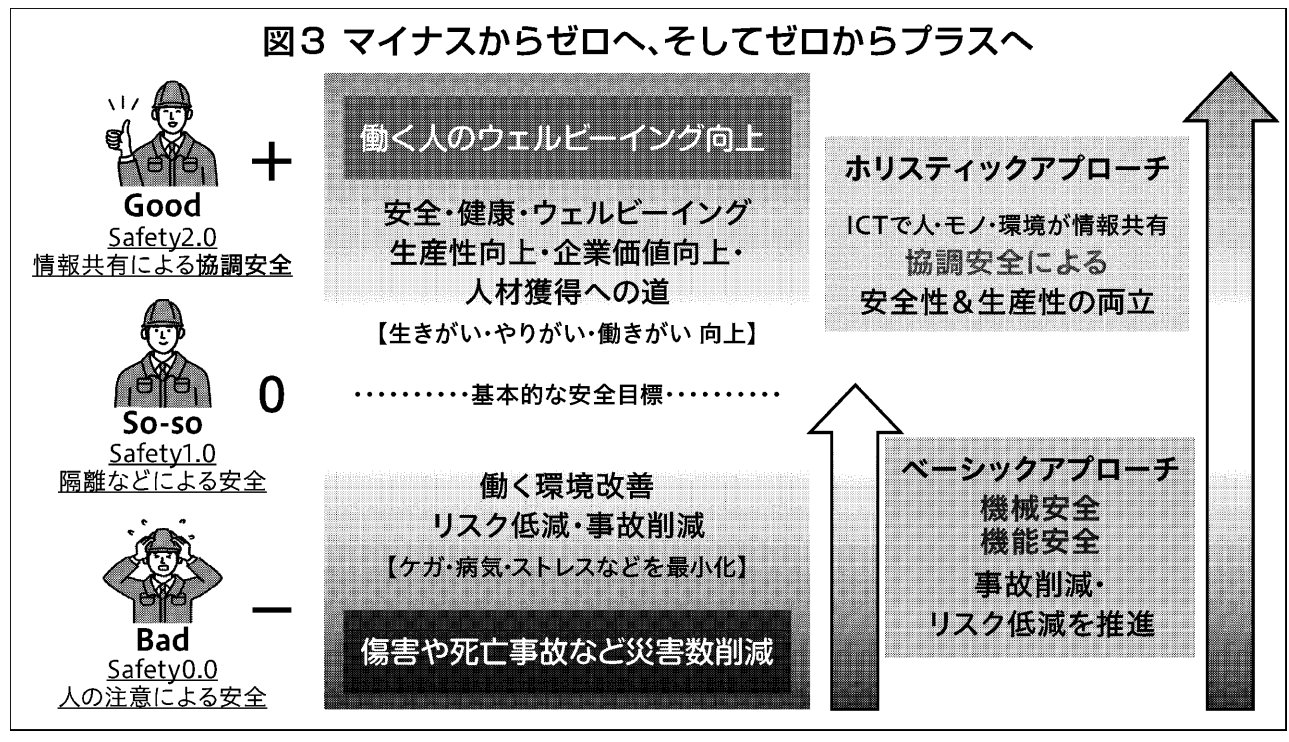 図3 マイナスからゼロへ、そしてゼロからプラスへ
Good
Safety2.0
情報共有による協調安全
+
働く人のウェルビーイング向上
安全・健康・ウェルビーイング
生産性向上・企業価値向上・
人材獲得への道
【生きがい・やりがい・働きがい 向上】
ホリスティックアプローチ
ICTで人・モノ・環境が情報共有
協調安全による
安全性&生産性の両立
So-so
Safety1.0
隔離などによる安全
0
‥‥‥‥‥基本的な安全目標‥‥‥‥‥
Bad
Safety0.0
人の注意による安全
−
働く環境改善
リスク低減・事故削減
【ケガ・病気・ストレスなどを最小化】
傷害や死亡事故など災害数削減
ベーシックアプローチ
機械安全
機能安全
事故削減・
リスク低減を推進